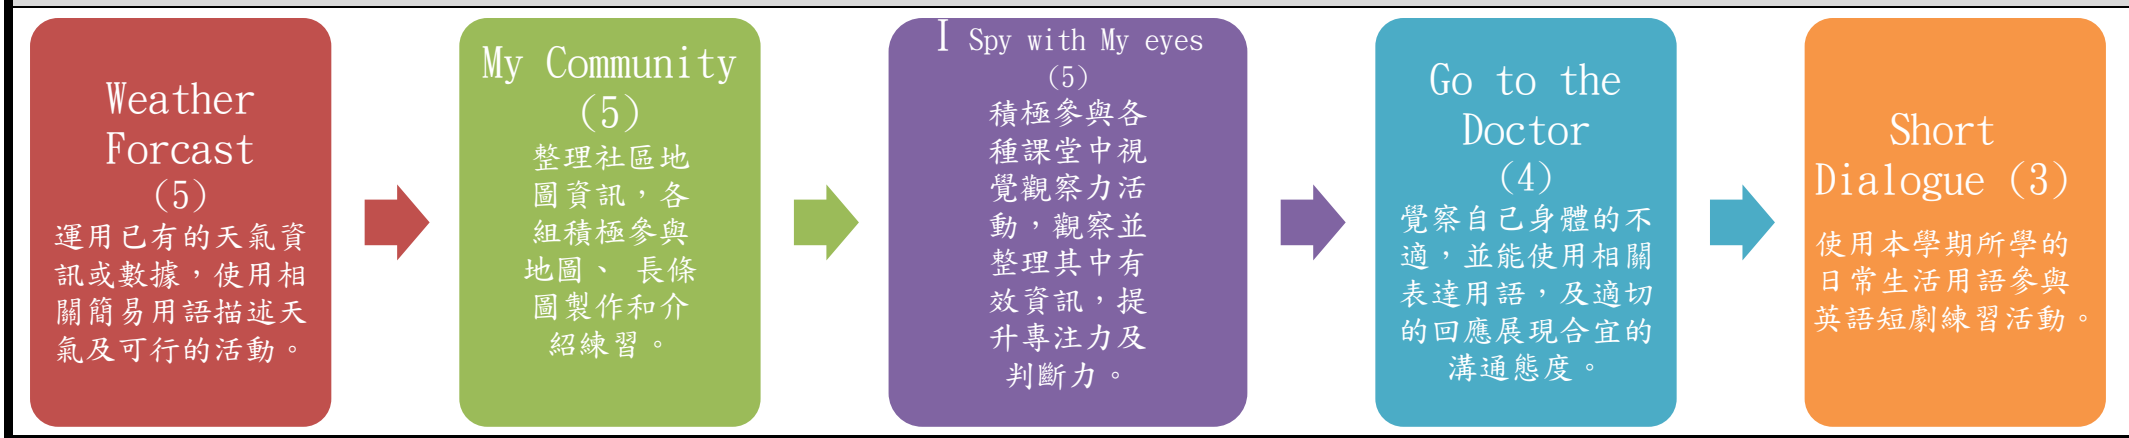 Weather
Forcast
(5)
運用已有的天氣資
訊或數據，使用相
關簡易用語描述天
氣及可行的活動。
My Community
(5)
整理社區地
圖資訊，各
組積極參與
地圖、 長條
圖製作和介
紹練習。
I Spy with My eyes
(5)
積極參與各
種課堂中視
覺觀察力活
動，觀察並
整理其中有
效資訊，提
升專注力及
判斷力。
Go to the
Doctor
(4)
覺察自己身體的不
適，並能使用相關
表達用語，及適切
的回應展現合宜的
溝通態度。
Short
Dialogue (3)
使用本學期所學的
日常生活用語參與
英語短劇練習活動。